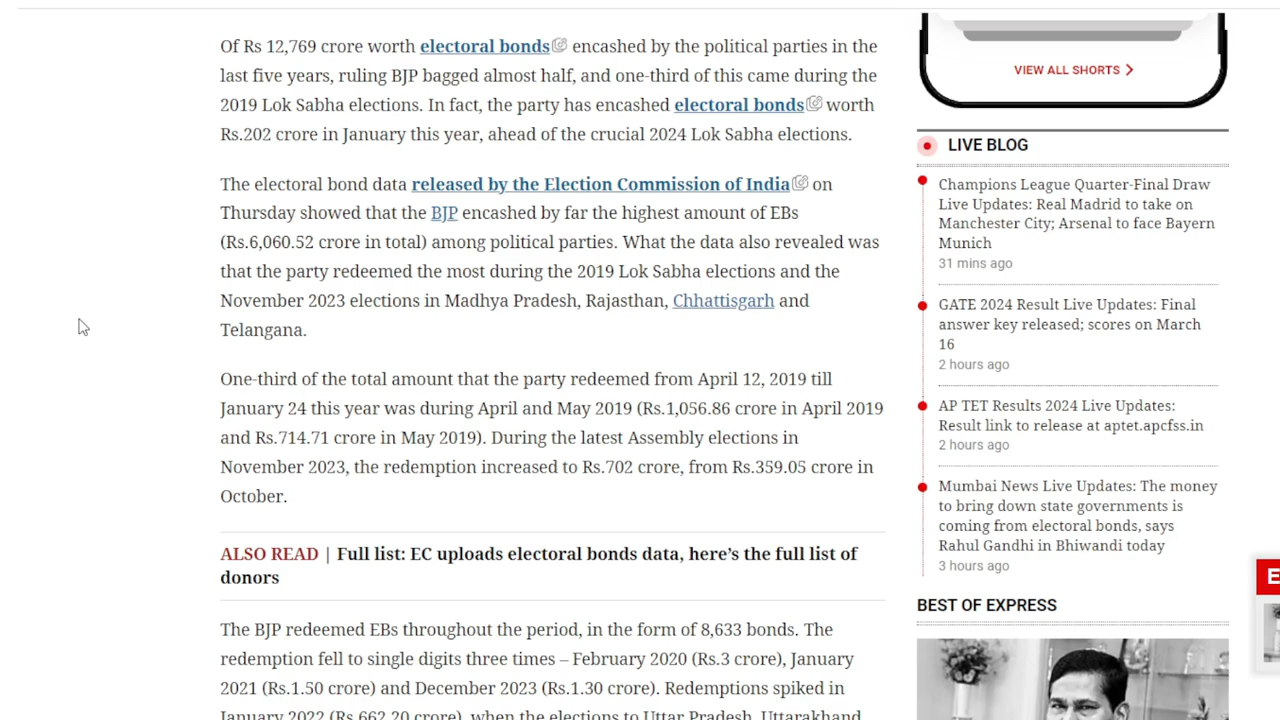 Of Rs 12,769 crore worth electoral bonds encashed by the political parties in the
last five years, ruling BJP bagged almost half, and one-third of this came during the
2019 Lok Sabha elections. In fact, the party has encashed electoral bonds worth
Rs.202 crore in January this year, ahead of the crucial 2024 Lok Sabha elections.
The electoral bond data released by the Election Commission of India on
Thursday showed that the BJP encashed by far the highest amount of EBs
(Rs.6,060.52 crore in total) among political parties. What the data also revealed was
that the party redeemed the most during the 2019 Lok Sabha elections and the
November 2023 elections in Madhya Pradesh, Rajasthan, Chhattisgarh and
Telangana.
One-third of the total amount that the party redeemed from April 12, 2019 till
January 24 this year was during April and May 2019 (Rs.1,056.86 crore in April 2019
and Rs.714.71 crore in May 2019). During the latest Assembly elections in
November 2023, the redemption increased to Rs.702 crore, from Rs.359.05 crore in
October.
ALSO READ | Full list: EC uploads electoral bonds data, here’s the full list of
donors
The BJP redeemed EBs throughout the period, in the form of 8,633 bonds. The
redemption fell to single digits three times – February 2020 (Rs.3 crore), January
2021 (Rs.1.50 crore) and December 2023 (Rs.1.30 crore). Redemptions spiked in
January 2022 (Rs.662.20 crore), when the elections to Uttar Pradesh, Uttarakhand
VIEW ALL SHORTS
LIVE BLOG
Champions League Quarter-Final Draw
Live Updates: Real Madrid to take on
Manchester City; Arsenal to face Bayern
Munich
31 mins ago
GATE 2024 Result Live Updates: Final
answer key released; scores on March
16
2 hours ago
AP TET Results 2024 Live Updates:
Result link to release at aptet.apcfss.in
2 hours ago
Mumbai News Live Updates: The money
to bring down state governments is
coming from electoral bonds, says
Rahul Gandhi in Bhiwandi today
3 hours ago
BEST OF EXPRESS
E